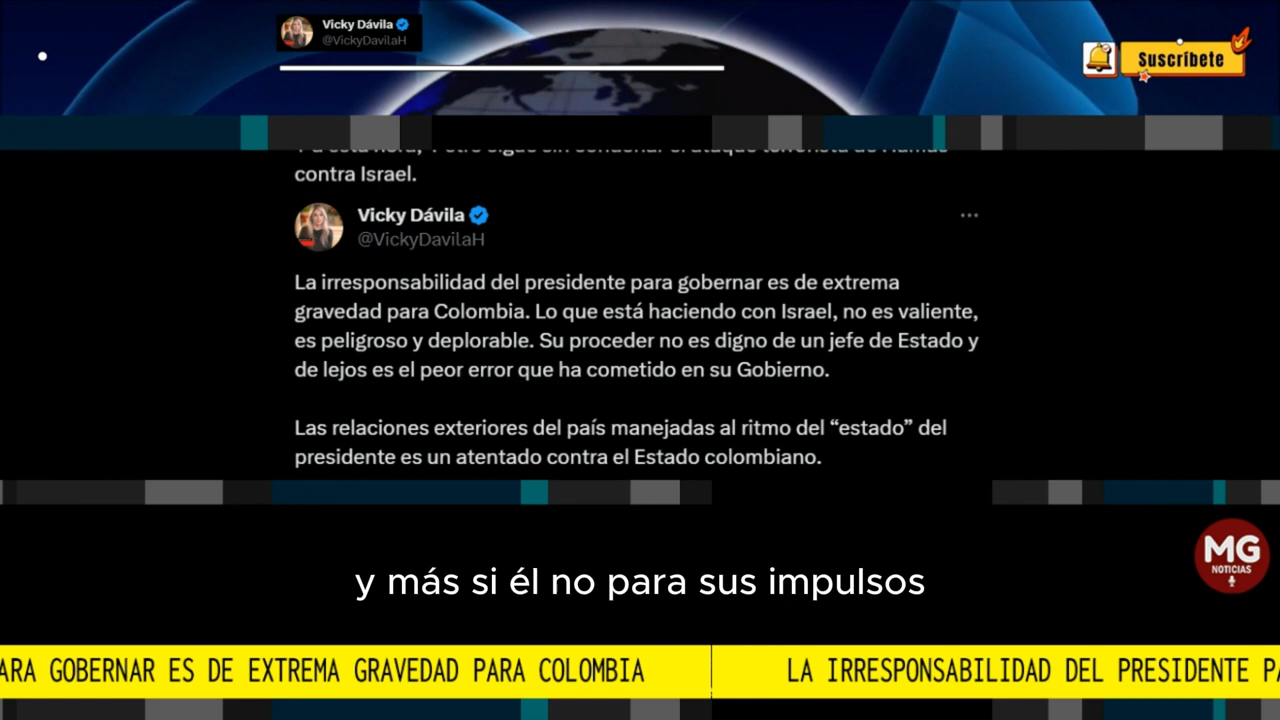 Vicky Dávila
@VickyDavilaH
Suscríbete
contra Israel.
Vicky Dávila
@VickyDavilaH
La irresponsabilidad del presidente para gobernar es de extrema
gravedad para Colombia. Lo que está haciendo con Israel, no es valiente,
es peligroso y deplorable. Su proceder no es digno de un jefe de Estado y
de lejos es el peor error que ha cometido en su Gobierno.
Las relaciones exteriores del país manejadas al ritmo del “estado” del
presidente es un atentado contra el Estado colombiano.
MG
NOTICIAS
y más si él no para sus impulsos
ARA GOBERNAR ES DE EXTREMA GRAVEDAD PARA COLOMBIA
LA IRRESPONSABILIDAD DEL PRESIDENTE PA